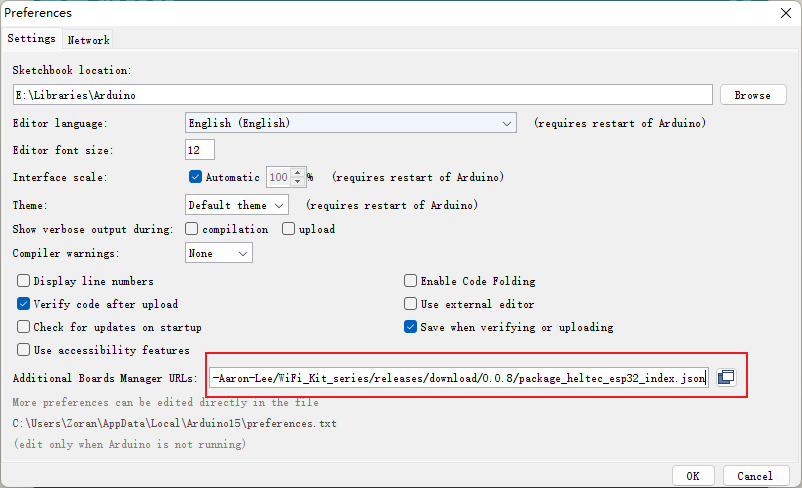 Preferences
Settings Network
Sketchbook location:
E:\Libraries\Arduino Browse
Editor language: English (English) (requires restart of Arduino)
Editor font size: 12
Interface scale: Automatic 100 % (requires restart of Arduino)
Theme: Default theme (requires restart of Arduino)
Show verbose output during: compilation upload
Compiler warnings: None
Display line numbers Enable Code Folding
Verify code after upload Use external editor
Check for updates on startup Save when verifying or uploading
Use accessibility features
Additional Boards Manager URLs: -Aaron-Lee/WiFi_Kit_series/releases/download/0.0.8/package_heltec_esp32_index.json
More preferences can be edited directly in the file
C:\Users\Zoran\AppData\Local\Arduino15\preferences.txt
(edit only when Arduino is not running)
OK Cancel